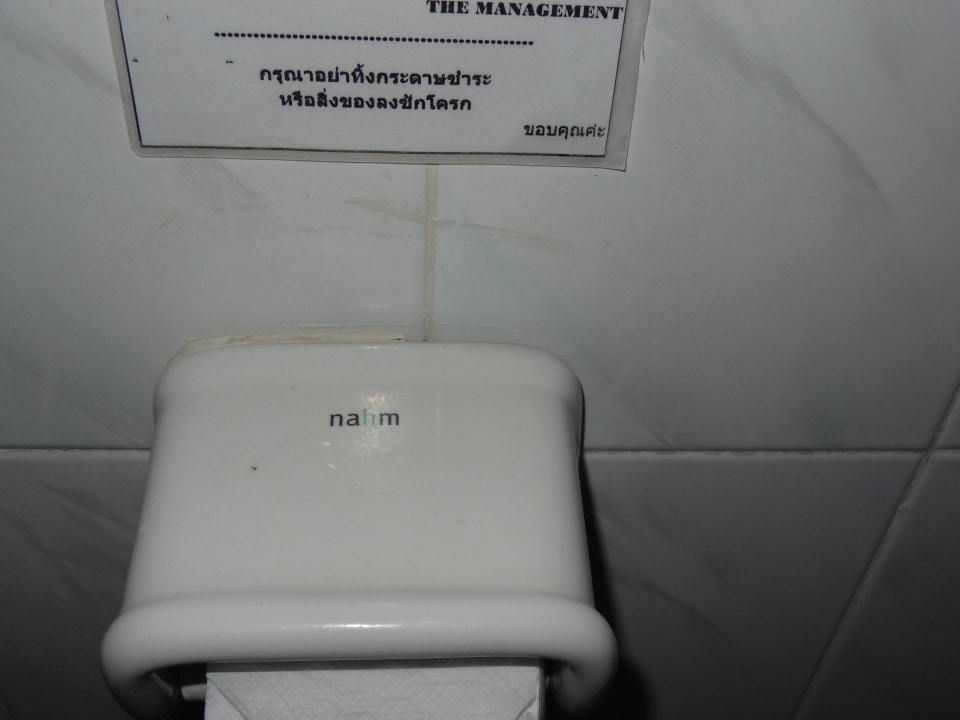 THE MANAGEMENT
กรุณาอย่าทิ้งกระดาษชำระ
หรือสิ่งของลงชักโครก
ขอบคุณค่ะ
nahm